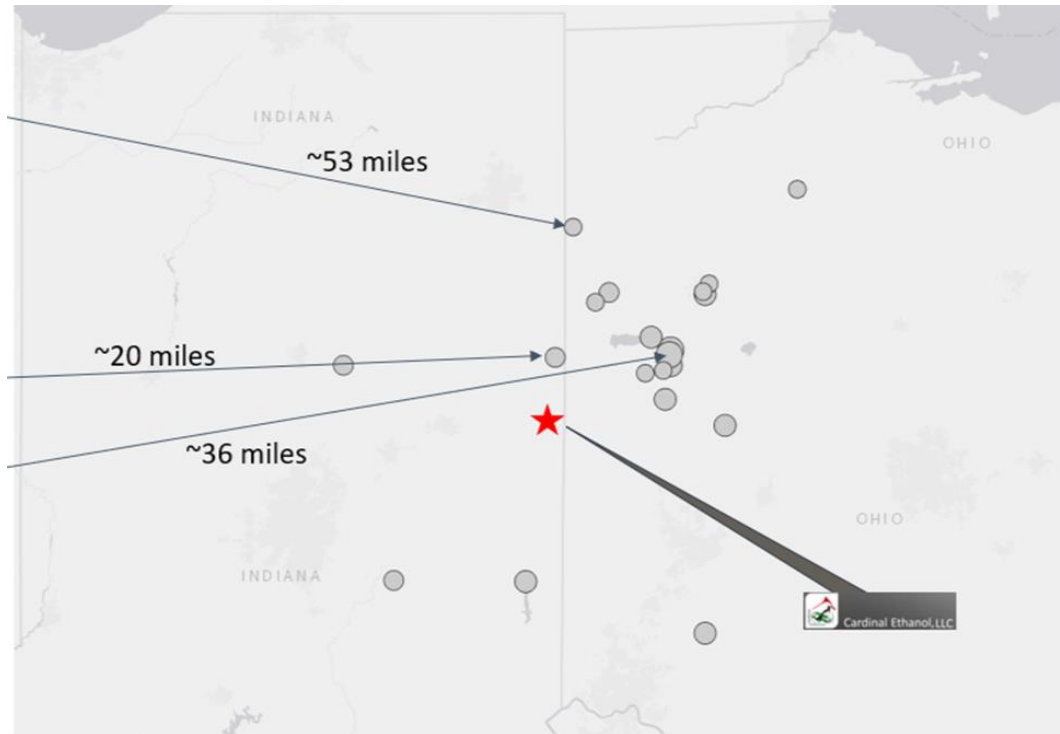 INDIANA
OHIO
~53 miles
~20 miles
~36 miles
OHIO
INDIANA
Cardinal Ethanol, LLC